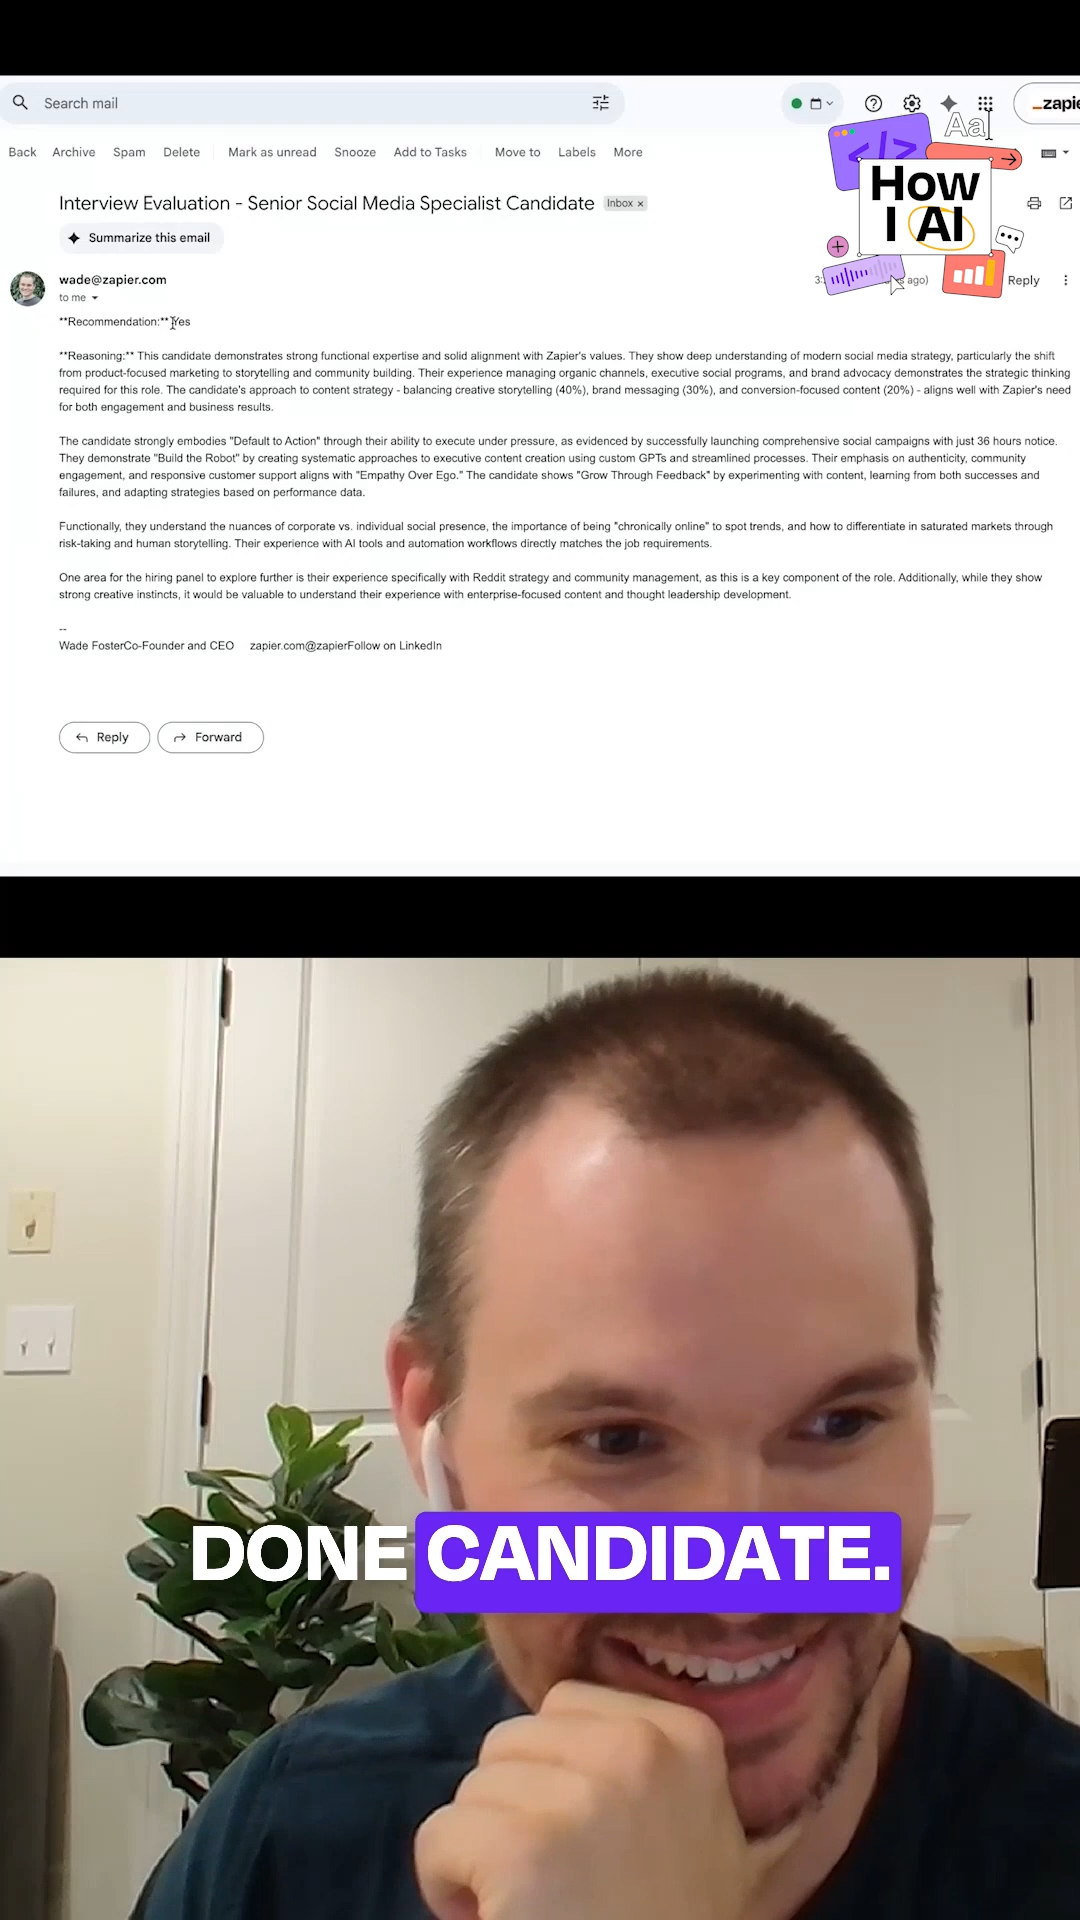 Search mail
_zapie
Back Archive Spam Delete Mark as unread Snooze Add to Tasks Move to Labels More
Aa
</>
How
I AI
Interview Evaluation - Senior Social Media Specialist Candidate Inbox x
Summarize this email
wade@zapier.com
ago) Reply
to me
**Recommendation:** Yes
**Reasoning:** This candidate demonstrates strong functional expertise and solid alignment with Zapier's values. They show deep understanding of modern social media strategy, particularly the shift
from product-focused marketing to storytelling and community building. Their experience managing organic channels, executive social programs, and brand advocacy demonstrates the strategic thinking
required for this role. The candidate's approach to content strategy - balancing creative storytelling (40%), brand messaging (30%), and conversion-focused content (20%) - aligns well with Zapier's need
for both engagement and business results.
The candidate strongly embodies "Default to Action" through their ability to execute under pressure, as evidenced by successfully launching comprehensive social campaigns with just 36 hours notice.
They demonstrate "Build the Robot" by creating systematic approaches to executive content creation using custom GPTs and streamlined processes. Their emphasis on authenticity, community
engagement, and responsive customer support aligns with "Empathy Over Ego." The candidate shows "Grow Through Feedback" by experimenting with content, learning from both successes and
failures, and adapting strategies based on performance data.
Functionally, they understand the nuances of corporate vs. individual social presence, the importance of being "chronically online" to spot trends, and how to differentiate in saturated markets through
risk-taking and human storytelling. Their experience with AI tools and automation workflows directly matches the job requirements.
One area for the hiring panel to explore further is their experience specifically with Reddit strategy and community management, as this is a key component of the role. Additionally, while they show
strong creative instincts, it would be valuable to understand their experience with enterprise-focused content and thought leadership development.
--
Wade FosterCo-Founder and CEO zapier.com@zapierFollow on LinkedIn
Reply Forward
DONE CANDIDATE.